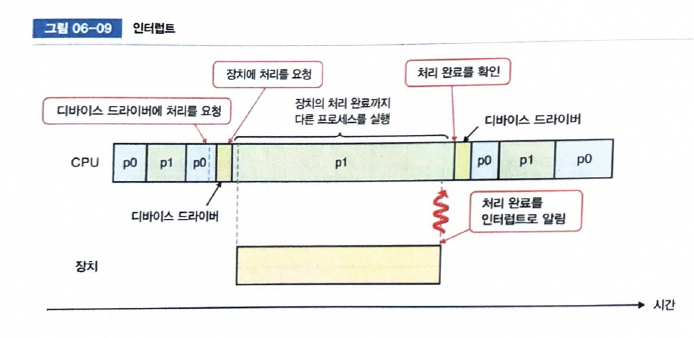 그림 06-09 인터럽트
장치에 처리를 요청
처리 완료를 확인
디바이스 드라이버에 처리를 요청
장치의 처리 완료까지
다른 프로세스를 실행
디바이스 드라이버
CPU p0 p1 p0 p1 p0 p1 p0
디바이스 드라이버
처리 완료를
인터럽트로 알림
장치
시간